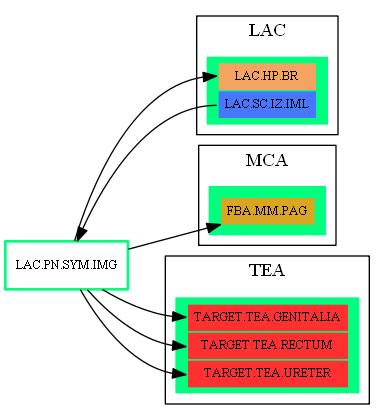 LAC
LAC.HP.BR
LAC.SC.IZ.IML
MCA
FBA.MM.PAG
LAC.PN.SYM.IMG
TEA
TARGET.TEA.GENITALIA
TARGET.TEA.RECTUM
TARGET.TEA.URETER